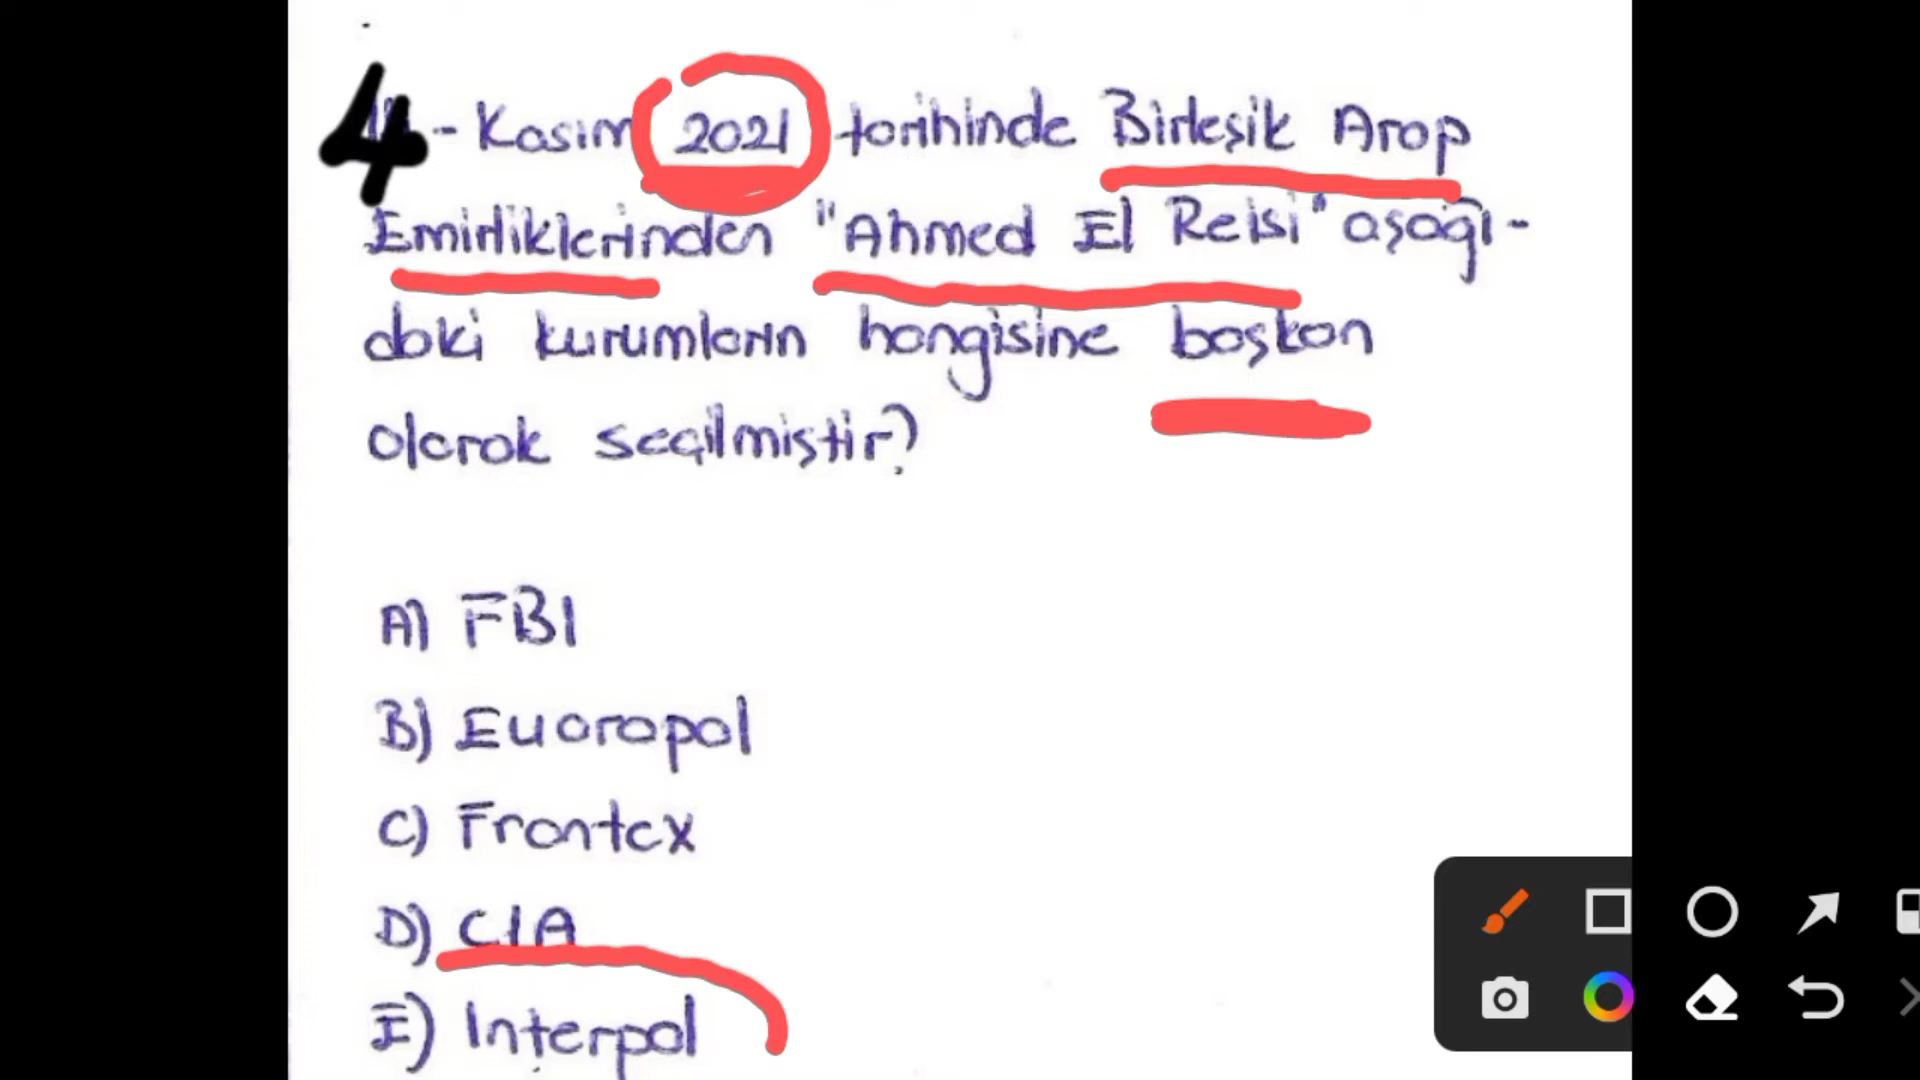 4 - Kasım 2021 tarihinde Birleşik Arap
Emirliklerinden "Ahmed El Reisi" aşağı-
daki kurumların hangisine başkan
olarak seçilmiştir?
A) FBI
B) Euoropol
C) Frontex
D) CIA
E) Interpol